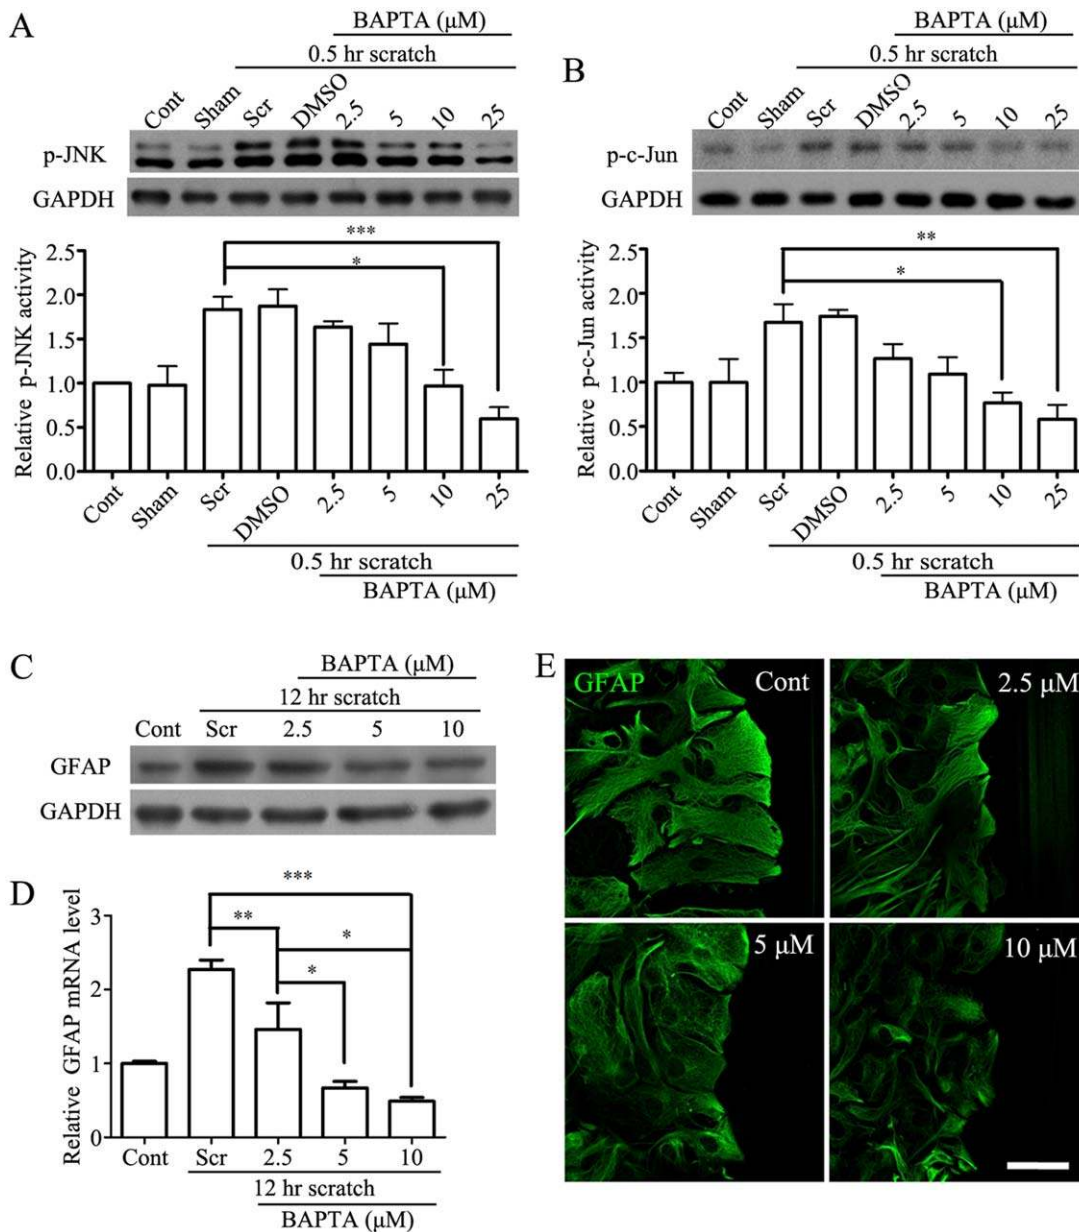 A
BAPTA (μM)
0.5 hr scratch
Cont Sham Scr DMSO 2.5 5 10 25
p-JNK
GAPDH
***
*
Relative p-JNK activity
2.5
2.0
1.5
1.0
0.5
0.0
Cont Sham Scr DMSO 2.5 5 10 25
0.5 hr scratch
BAPTA (μM)
B
BAPTA (μM)
0.5 hr scratch
Cont Sham Scr DMSO 2.5 5 10 25
p-c-Jun
GAPDH
**
*
Relative p-c-Jun activity
2.5
2.0
1.5
1.0
0.5
0.0
Cont Sham Scr DMSO 2.5 5 10 25
0.5 hr scratch
BAPTA (μM)
C
BAPTA (μM)
12 hr scratch
Cont Scr 2.5 5 10
GFAP
GAPDH
D
***
**
*
*
Relative GFAP mRNA level
3
2
1
0
Cont Scr 2.5 5 10
12 hr scratch
BAPTA (μM)
E
GFAP Cont
2.5 μM
5 μM
10 μM